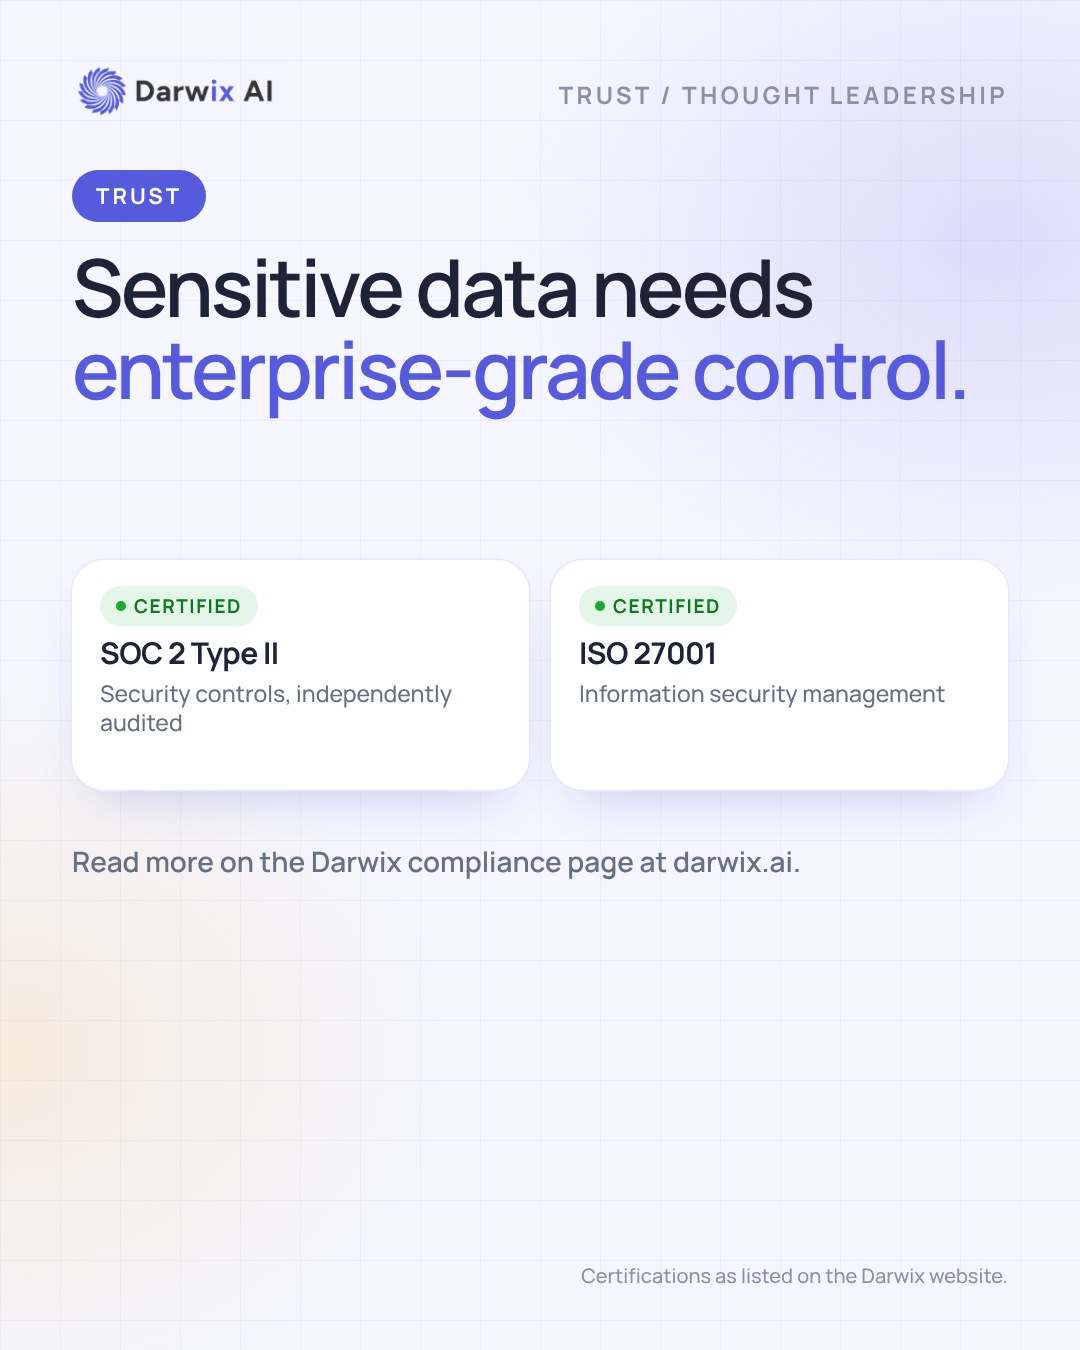 Darwix AI
TRUST / THOUGHT LEADERSHIP
TRUST
Sensitive data needs
enterprise-grade control.
CERTIFIED
SOC 2 Type II
Security controls, independently
audited
CERTIFIED
ISO 27001
Information security management
Read more on the Darwix compliance page at darwix.ai.
Certifications as listed on the Darwix website.